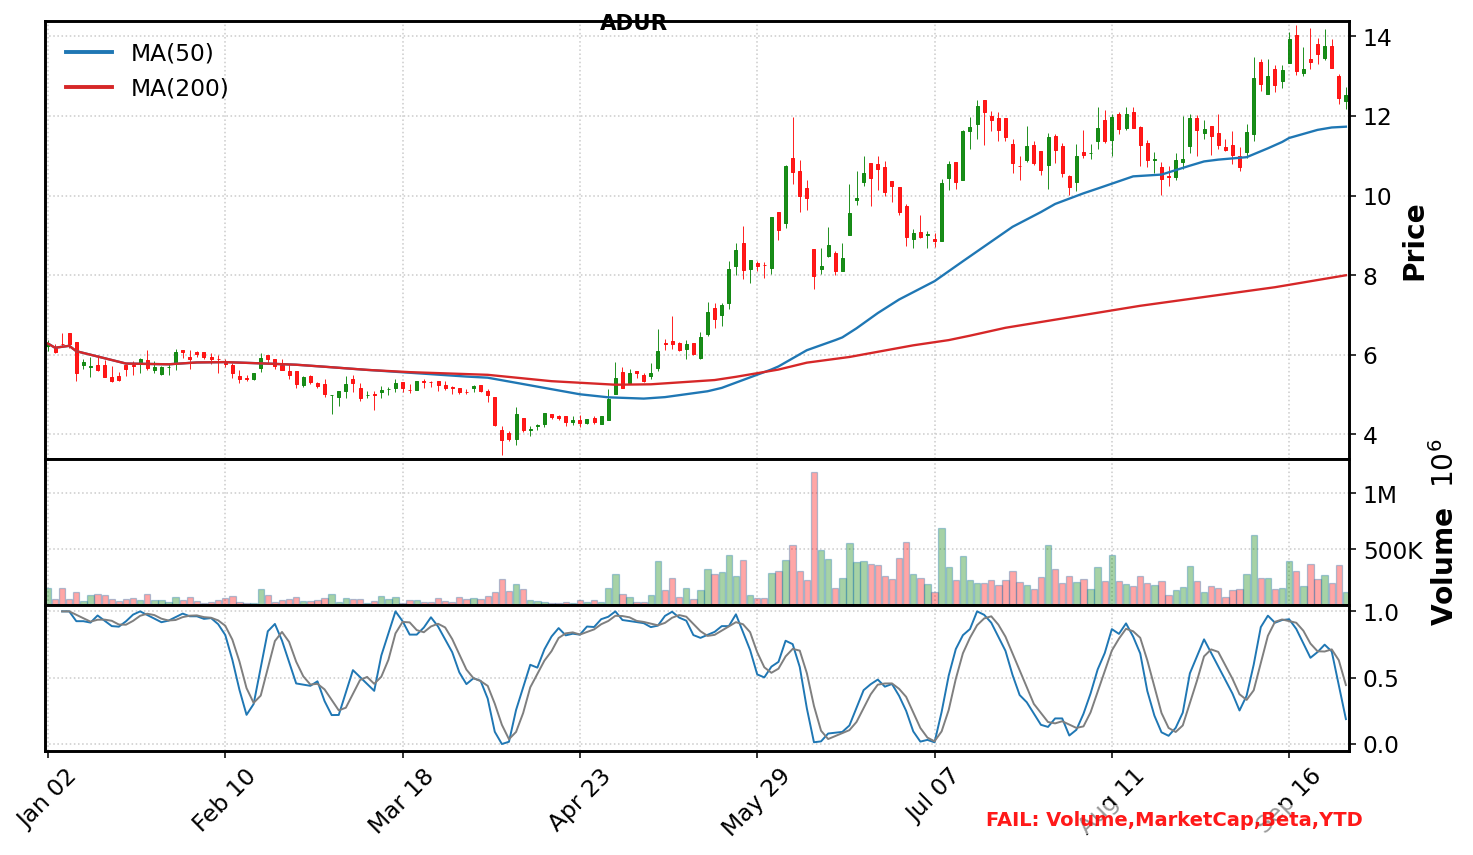 ADUR
MA(50)
MA(200)
14
12
10
8
6
4
Price
1M
500K
Volume 10⁶
1.0
0.5
0.0
Jan 02
Feb 10
Mar 18
Apr 23
May 29
Jul 07
Aug 11
Sep 16
FAIL: Volume,MarketCap,Beta,YTD